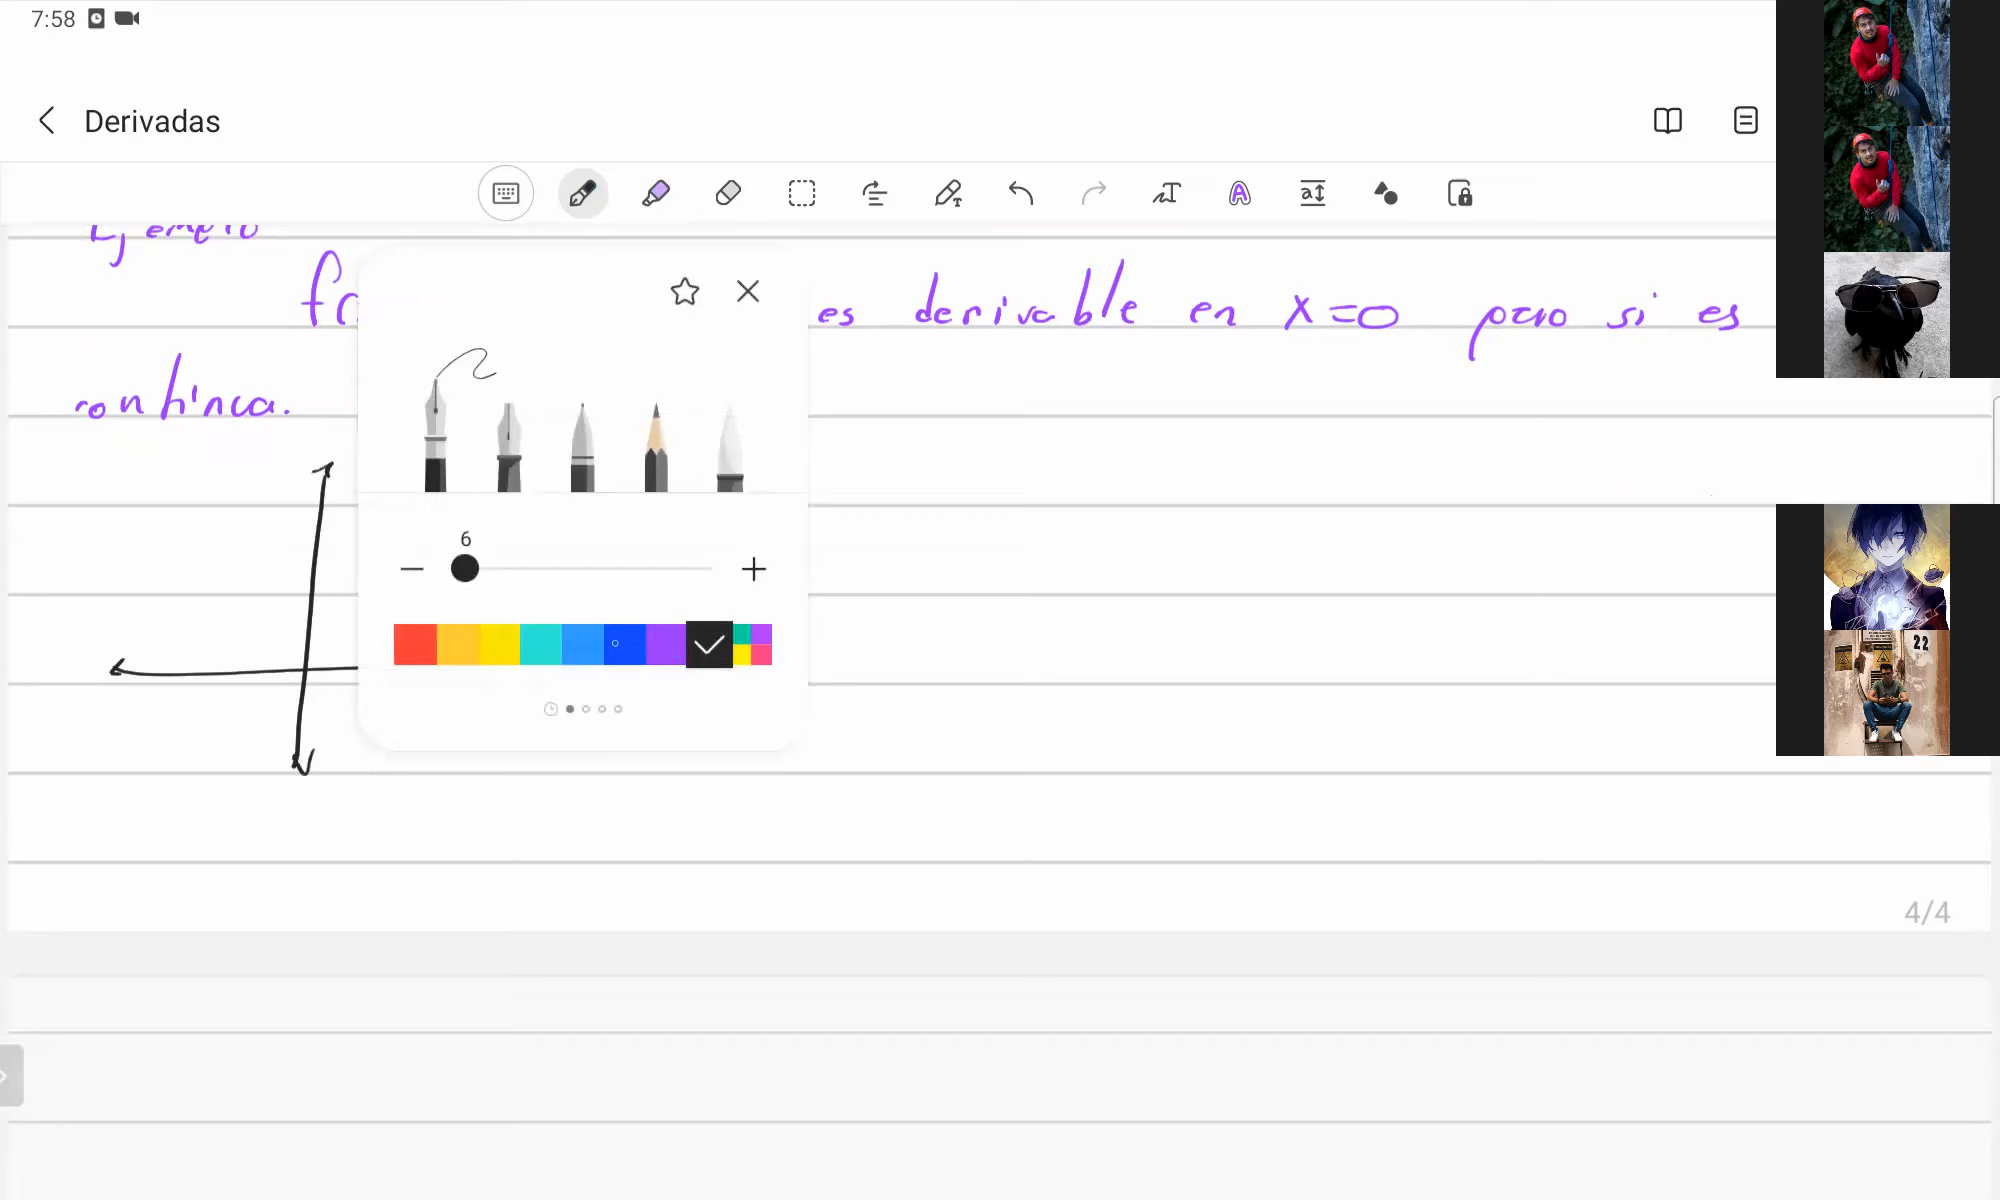 7:58
Derivadas
Ejemplo
es derivable en x=0 pero si es
continua.
6
22
4/4